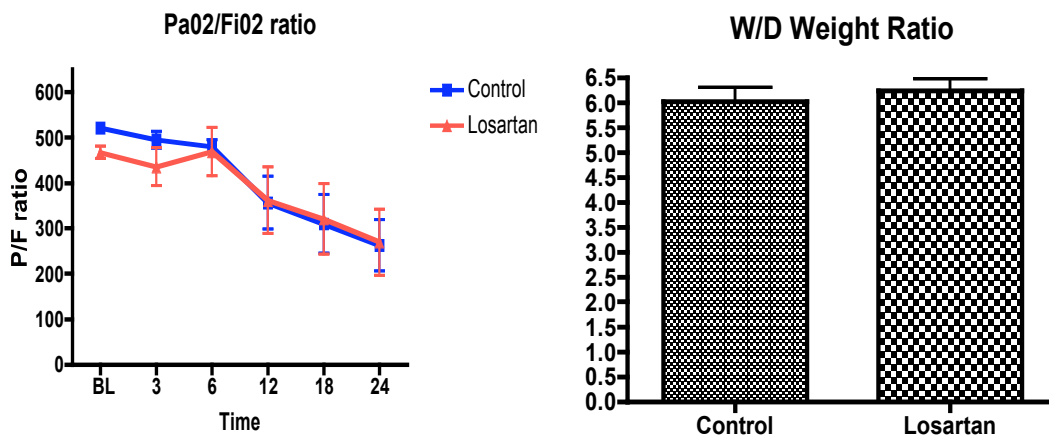 Pa02/Fi02 ratio
P/F ratio
600
500
400
300
200
100
0
BL 3 6 12 18 24
Time
Control
Losartan
W/D Weight Ratio
6.5
6.0
5.5
5.0
4.5
4.0
3.5
3.0
2.5
2.0
1.5
1.0
0.5
0.0
Control Losartan